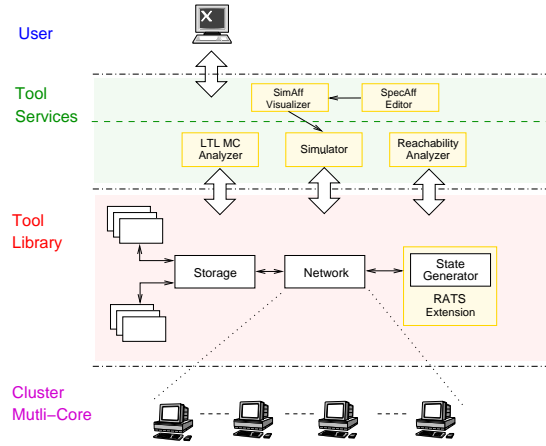 User
Tool
Services
SimAff
Visualizer
SpecAff
Editor
LTL MC
Analyzer
Simulator
Reachability
Analyzer
Tool
Library
Storage
Network
State
Generator
RATS
Extension
Cluster
Mutli-Core